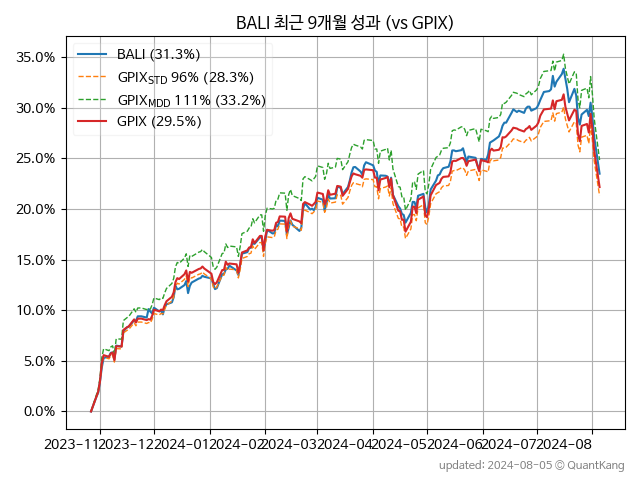 BALI 최근 9개월 성과 (vs GPIX)
BALI (31.3%)
GPIX_STD 96% (28.3%)
GPIX_MDD 111% (33.2%)
GPIX (29.5%)
35.0%
30.0%
25.0%
20.0%
15.0%
10.0%
5.0%
0.0%
2023-11 2023-12 2024-01 2024-02 2024-03 2024-04 2024-05 2024-06 2024-07 2024-08
updated: 2024-08-05 © QuantKang